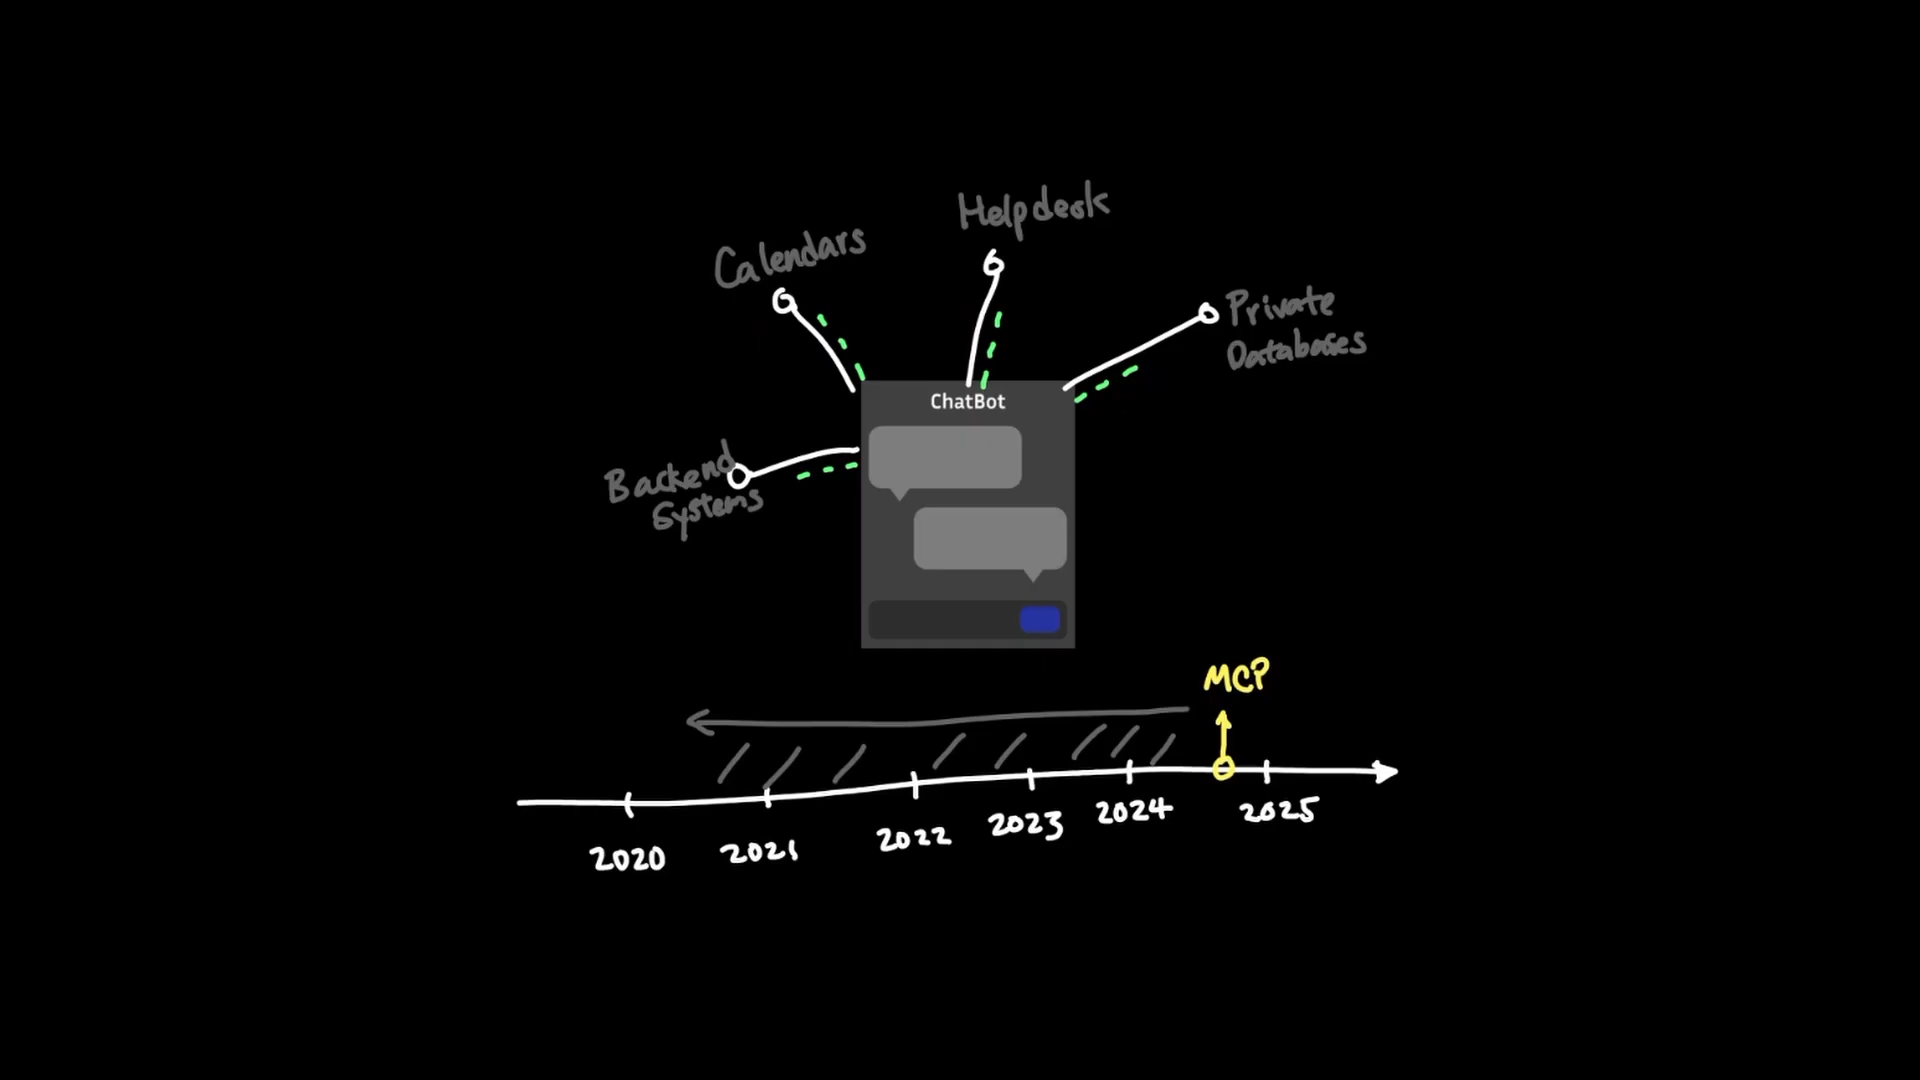 Helpdesk
Calendars
Private
Databases
ChatBot
Backend
Systems
MCP
2020
2021
2022
2023
2024
2025